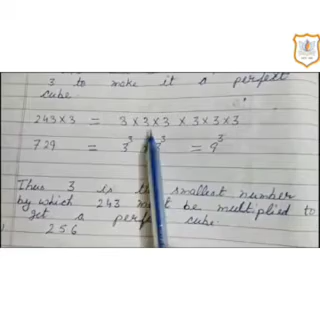 3 to make it a perfect
cube.
243 × 3 = 3 × 3 × 3 × 3 × 3 × 3
729 = 3³ 3³ = 9³
Thus 3 is the smallest number
by which 243 must be multiplied to
get a perfect cube.
256